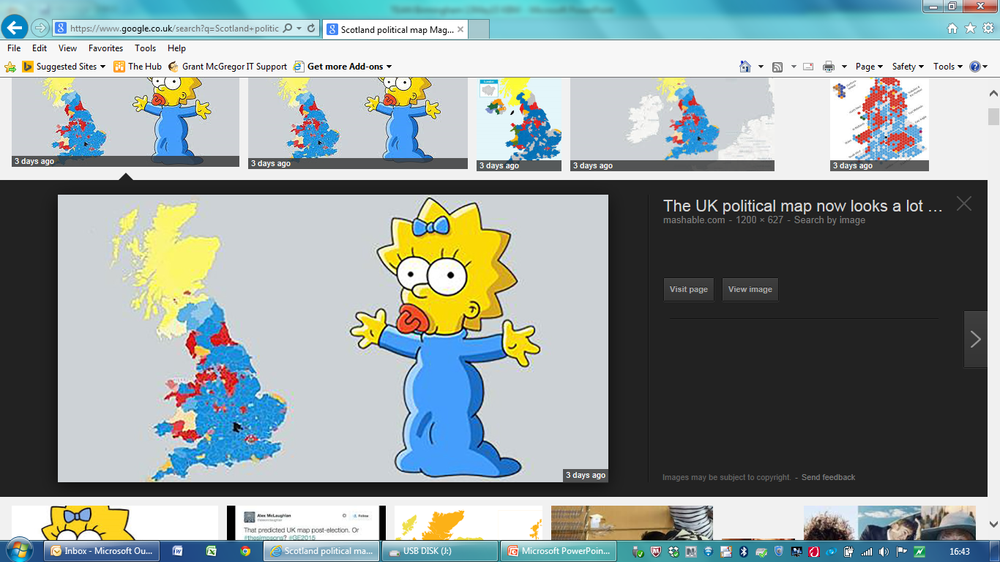 https://www.google.co.uk/search?q=Scotland+politic
Scotland political map Mag...
File Edit View Favorites Tools Help
Suggested Sites The Hub Grant McGregor IT Support Get more Add-ons
Page Safety Tools
3 days ago
3 days ago
3 days ago
3 days ago
3 days ago
The UK political map now looks a lot ...
mashable.com - 1200 × 627 - Search by image
Visit page View image
3 days ago
Images may be subject to copyright. - Send feedback
Alex McLaughlan
Follow
That predicted UK map post-election. Or
#thesimpsons? #GE2015
Inbox - Microsoft Ou... Scotland political ma... USB DISK (J:) Microsoft PowerPoin... 16:43